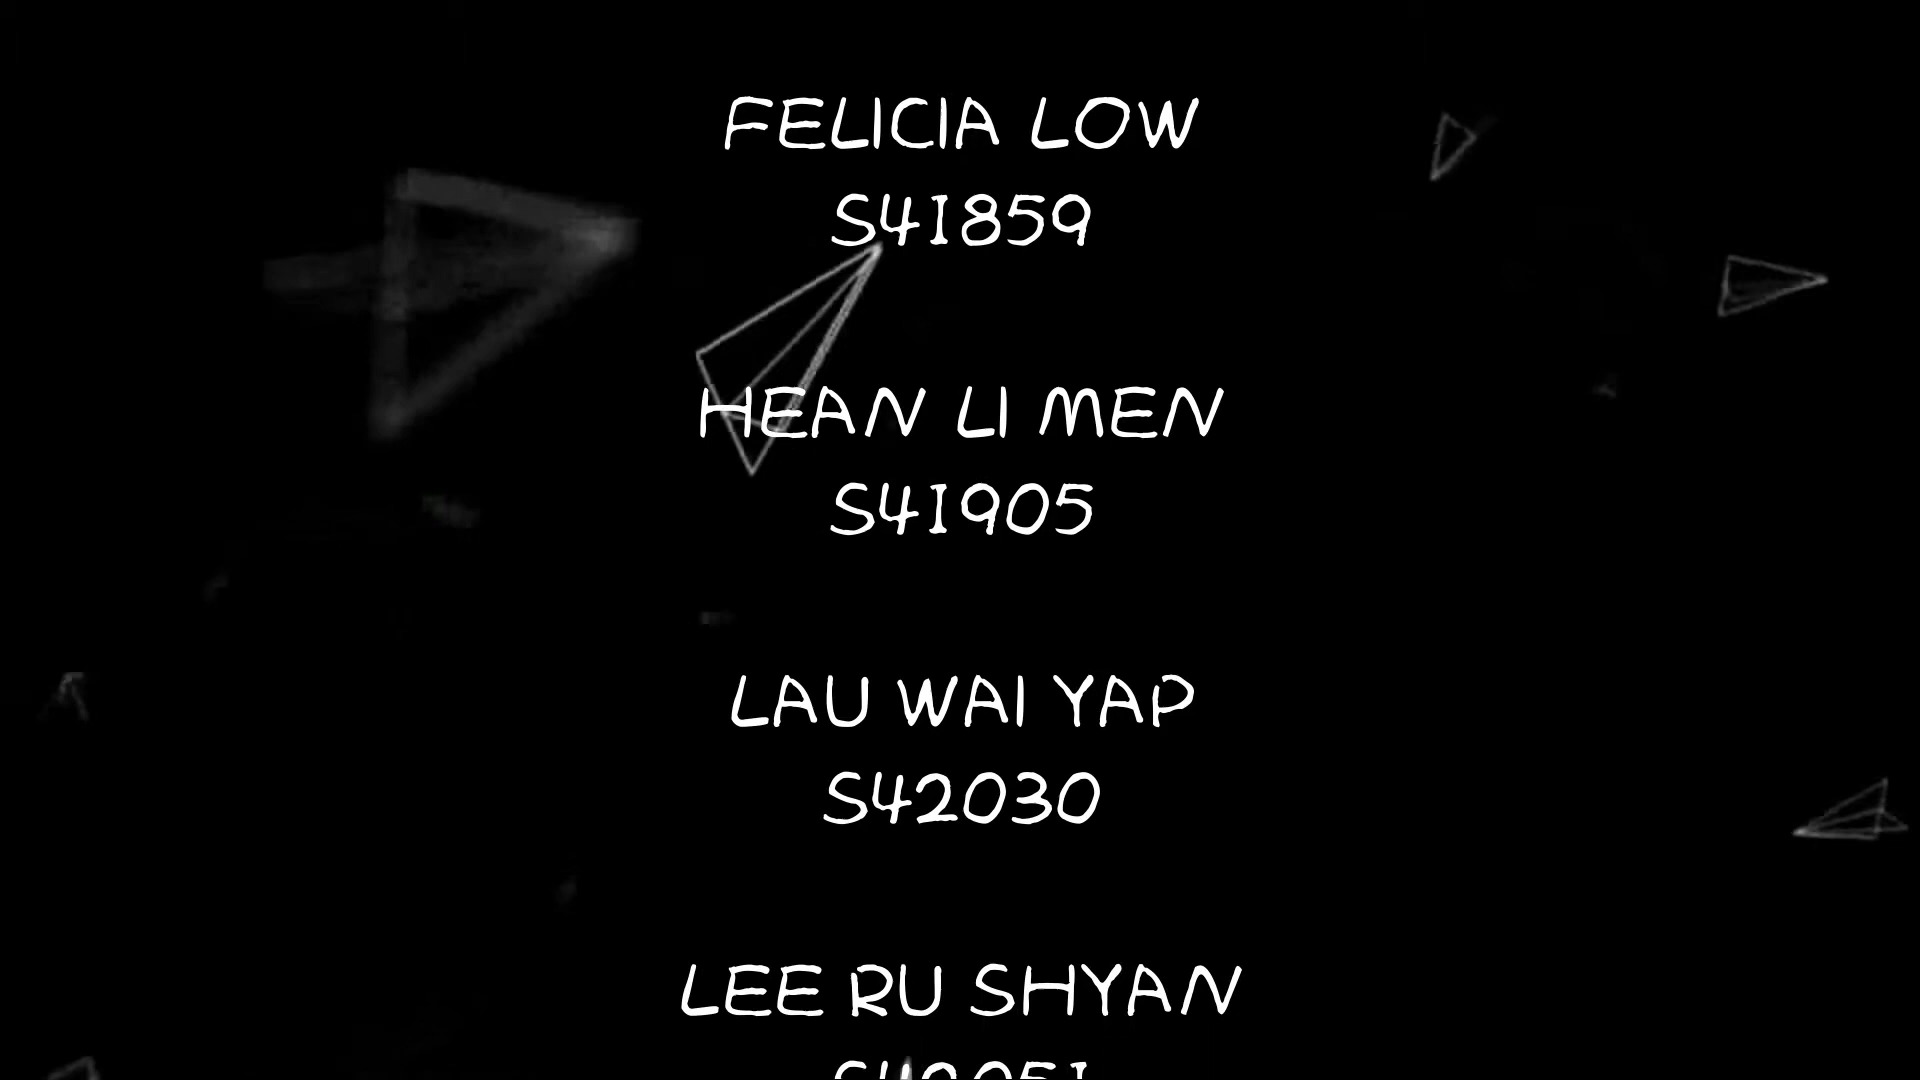 FELICIA LOW
S41859
HEAN LI MEN
S41905
LAU WAI YAP
S42030
LEE RU SHYAN